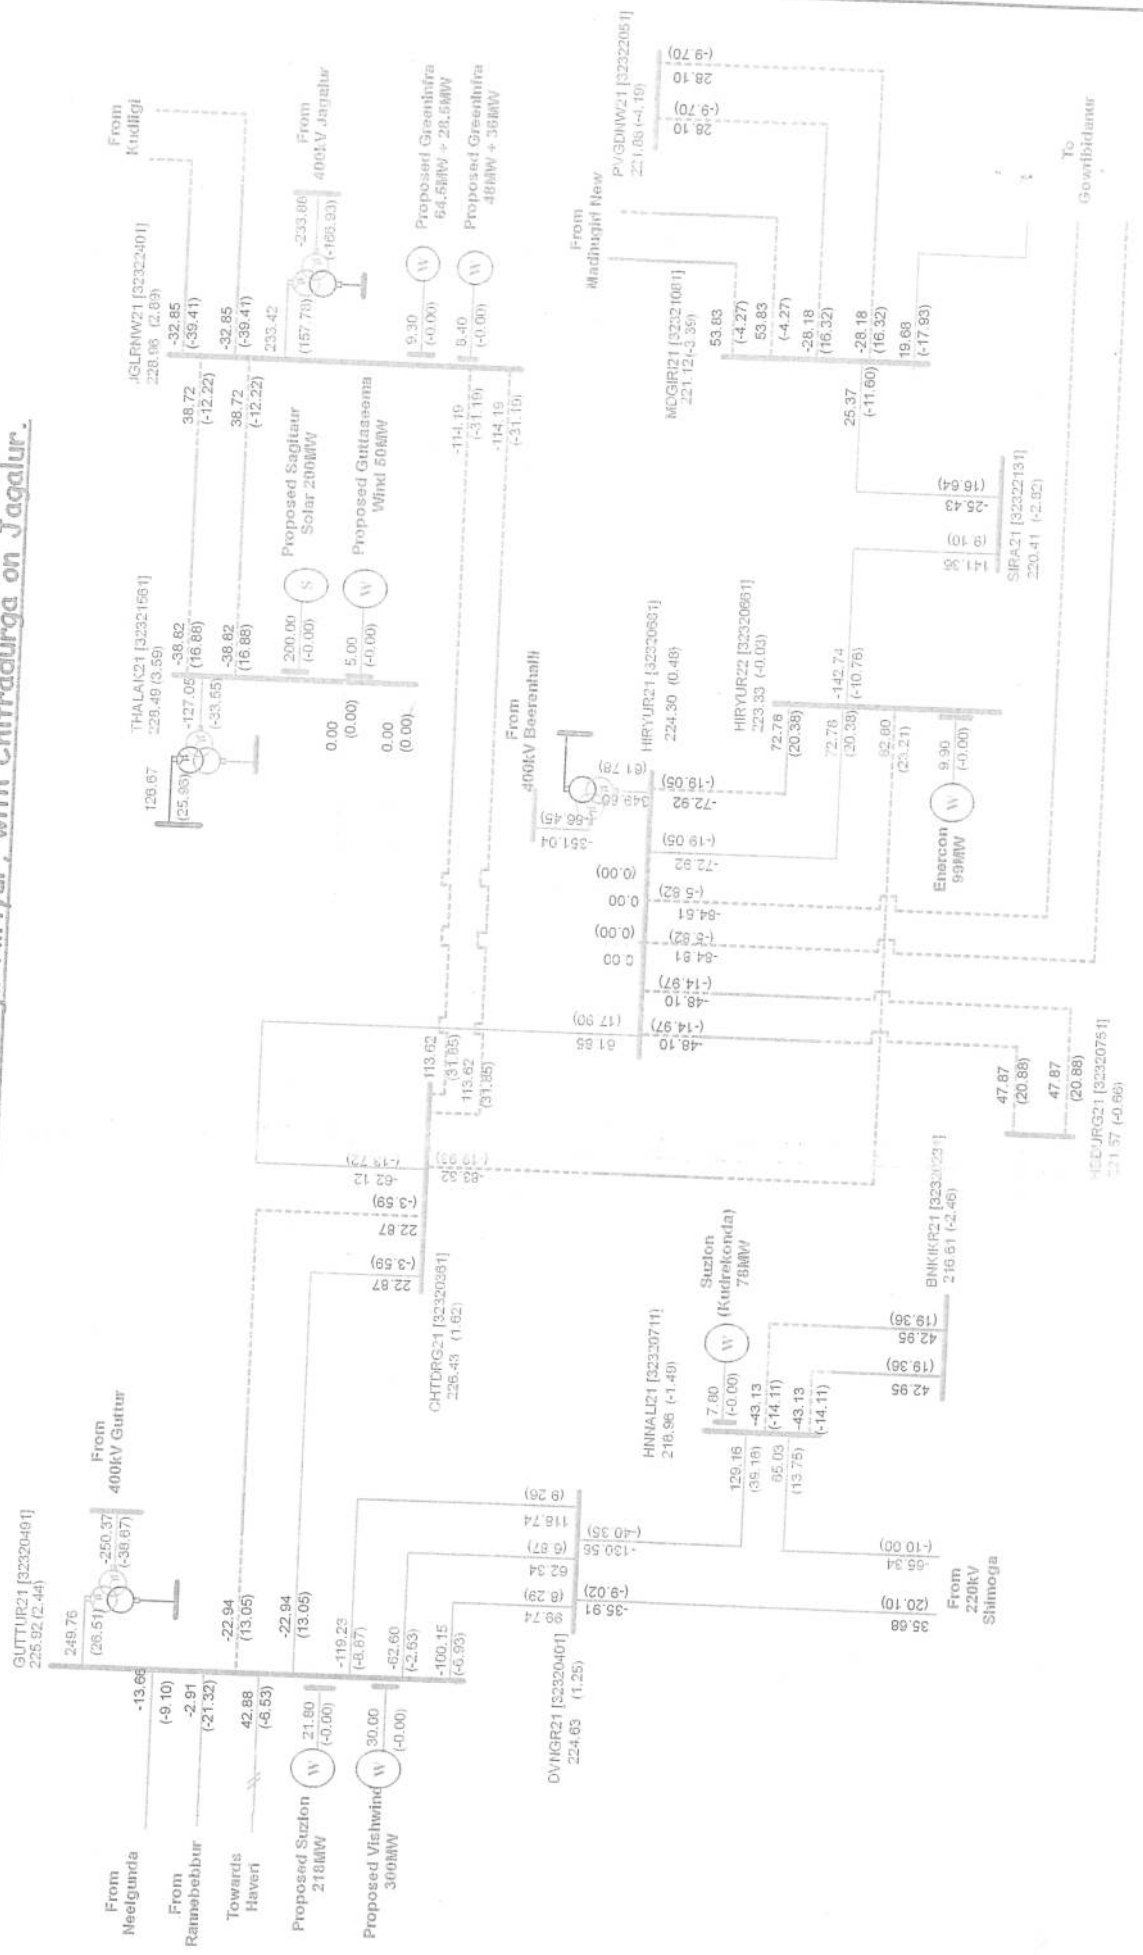 Hiriyur, with Chitradurga on Jagalur.
GUTTUR21 [32320491]
225.92 (2.44)
249.76
(26.51)
-250.37
(-38.67)
From
400kV Guttur
From
Neelgunda
-13.66
(-9.10)
From
Rannebebbur
-2.91
(-21.32)
Towards
Haveri
42.88
(-6.53)
-22.94
(13.05)
-22.94
(13.05)
Proposed Suzlon
218MW
W
21.80
(-0.00)
-119.23
(-8.87)
Proposed Vishwind
300MW
W
30.00
(-0.00)
-62.60
(-2.63)
-100.15
(-6.93)
DVNGR21 [32320401]
224.63 (1.25)
99.74
(8.29)
62.34
(6.87)
118.74
(9.26)
-35.91
(-9.02)
-130.56
(-40.35)
35.68
(20.10)
-65.34
(-10.00)
From
220kV
Shimoga
HNNALI21 [32320711]
218.96 (-1.49)
129.16
(39.18)
65.03
(13.75)
7.80
(-0.00)
W
Suzlon
(Kudrekonda)
78MW
-43.13
(-14.11)
-43.13
(-14.11)
42.95
(19.36)
42.95
(19.36)
BNKIKR21
216.61 (-2.46)
CHTDRG21 [32320361]
226.43 (1.62)
22.87
(-3.59)
22.87
(-3.59)
-62.12
(-13.72)
-83.32
(-19.93)
113.62
(31.85)
113.62
(31.85)
THALAK21 [32321561]
228.49 (3.59)
126.67
(25.96)
-127.05
(-33.55)
-38.82
(16.88)
-38.82
(16.88)
200.00
(-0.00)
S
Proposed Sagitaur
Solar 200MW
5.00
(-0.00)
W
Proposed Guttaseema
Wind 50MW
0.00
(0.00)
0.00
(0.00)
JGLRNW21 [32322401]
228.98 (2.89)
38.72
(-12.22)
38.72
(-12.22)
-32.85
(-39.41)
-32.85
(-39.41)
From
Kudligi
233.42
(157.78)
-233.88
(-166.93)
From
400kV Jagalur
9.30
(-0.00)
W
Proposed GreenInfra
64.5MW + 28.5MW
8.40
(-0.00)
W
Proposed GreenInfra
48MW + 36MW
-114.19
(-31.19)
-114.19
(-31.19)
From
400kV Beerenhalli
-351.04
(-66.45)
349.60
(61.78)
HIRYUR21 [32320681]
224.30 (0.48)
61.85
(17.90)
0.00
(0.00)
0.00
(0.00)
-48.10
(-14.97)
-48.10
(-14.97)
-84.81
(-5.82)
-84.61
(-5.82)
-72.92
(-19.05)
-72.92
(-19.05)
HIRYUR22 [32320661]
223.33 (-0.03)
72.78
(20.38)
72.78
(20.38)
82.80
(23.21)
-142.74
(-10.76)
9.90
(-0.00)
W
Enercon
99MW
47.87
(20.88)
47.87
(20.88)
[32320751]
(-0.66)
SIRA21 [32322131]
220.41 (-2.82)
141.36
(9.10)
-25.43
(16.64)
MDGIRI21 [32321081]
221.12 (-3.39)
25.37
(-11.60)
53.83
(-4.27)
53.83
(-4.27)
-28.18
(16.32)
-28.18
(16.32)
19.68
(-17.93)
From
Madhugiri New
PVGDNW21 [32322051]
221.88 (-4.19)
28.10
(-9.70)
28.10
(-9.70)
To
Gowribidanur